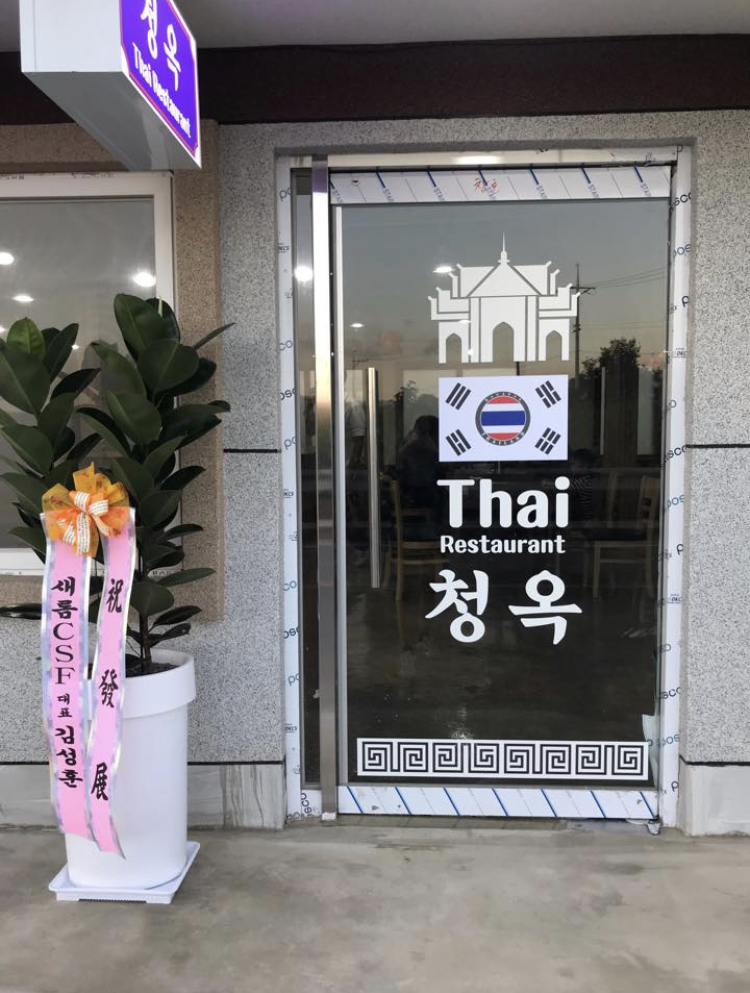 청옥
Thai Restaurant
Thai
Restaurant
청옥
祝發展
새롬CSF 대표 김성훈